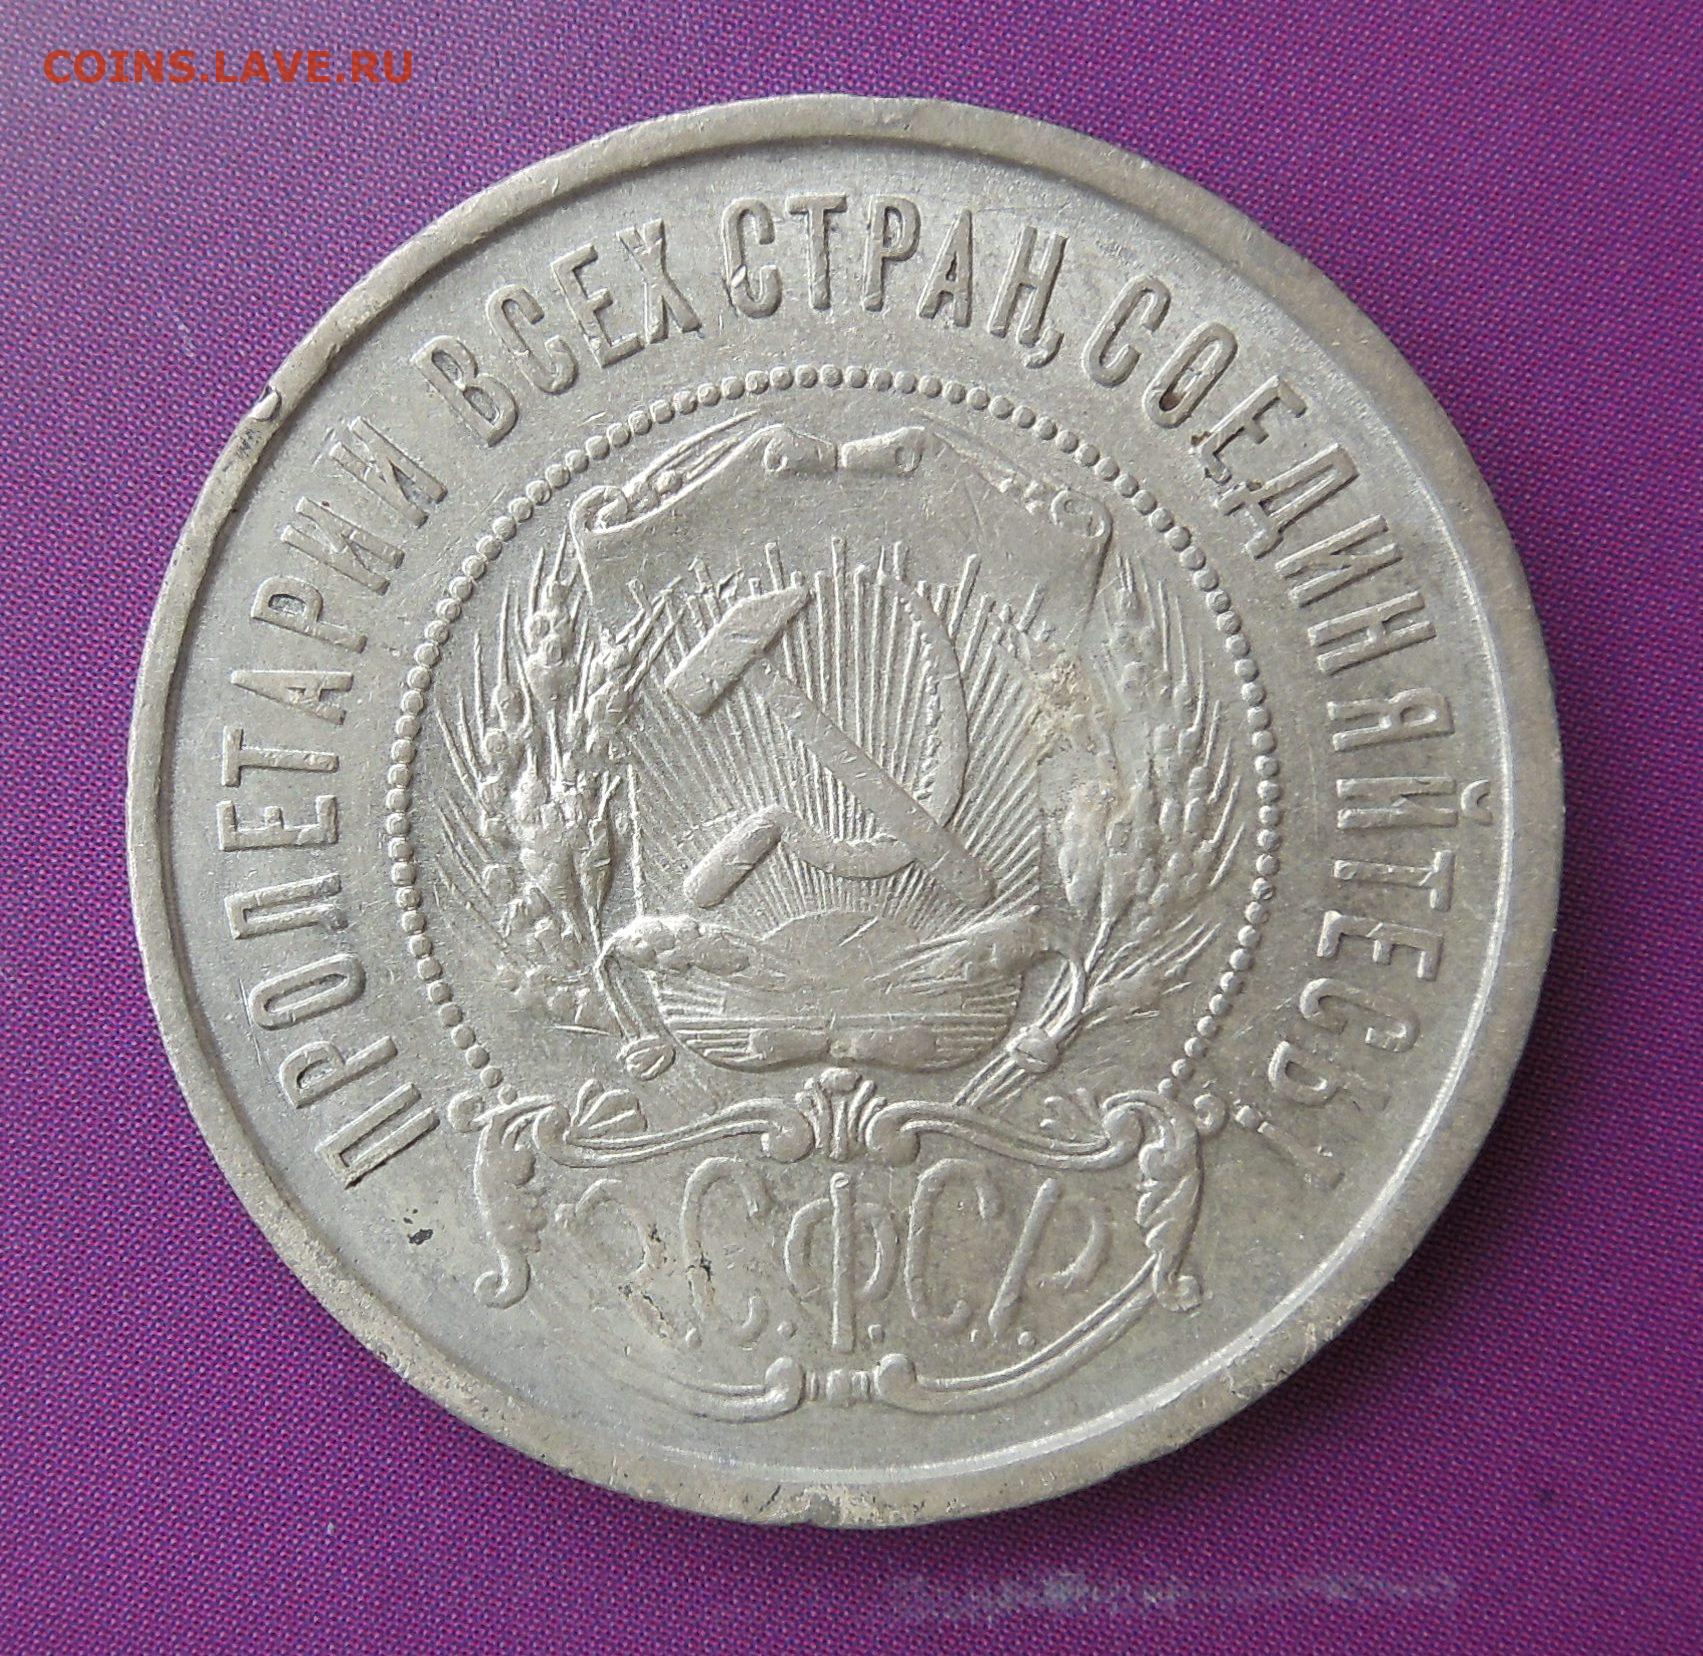 COINS.LAVE.RU
ПРОЛЕТАРИИ ВСЕХ СТРАН, СОЕДИНЯЙТЕСЬ!
Р.С.Ф.С.Р.